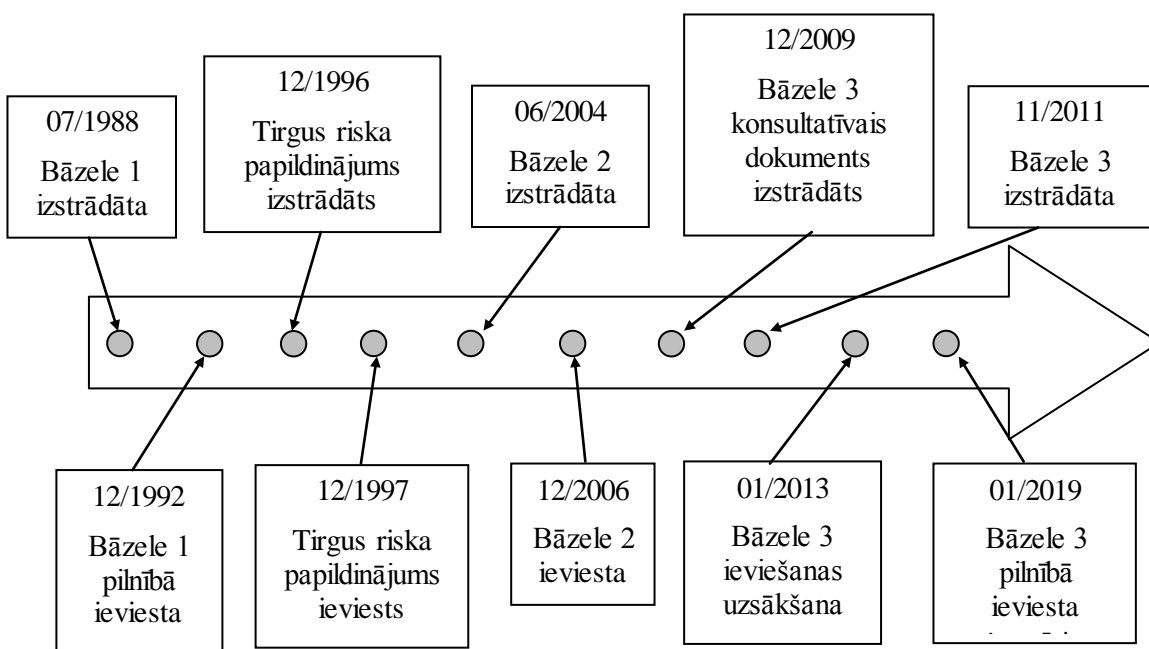 07/1988
Bāzele 1
izstrādāta
12/1996
Tirgus riska
papildinājums
izstrādāts
06/2004
Bāzele 2
izstrādāta
12/2009
Bāzele 3
konsultatīvais
dokuments
izstrādāts
11/2011
Bāzele 3
izstrādāta
12/1992
Bāzele 1
pilnībā
ieviesta
12/1997
Tirgus riska
papildinājums
ieviests
12/2006
Bāzele 2
ieviesta
01/2013
Bāzele 3
ieviešanas
uzsākšana
01/2019
Bāzele 3
pilnībā
ieviesta